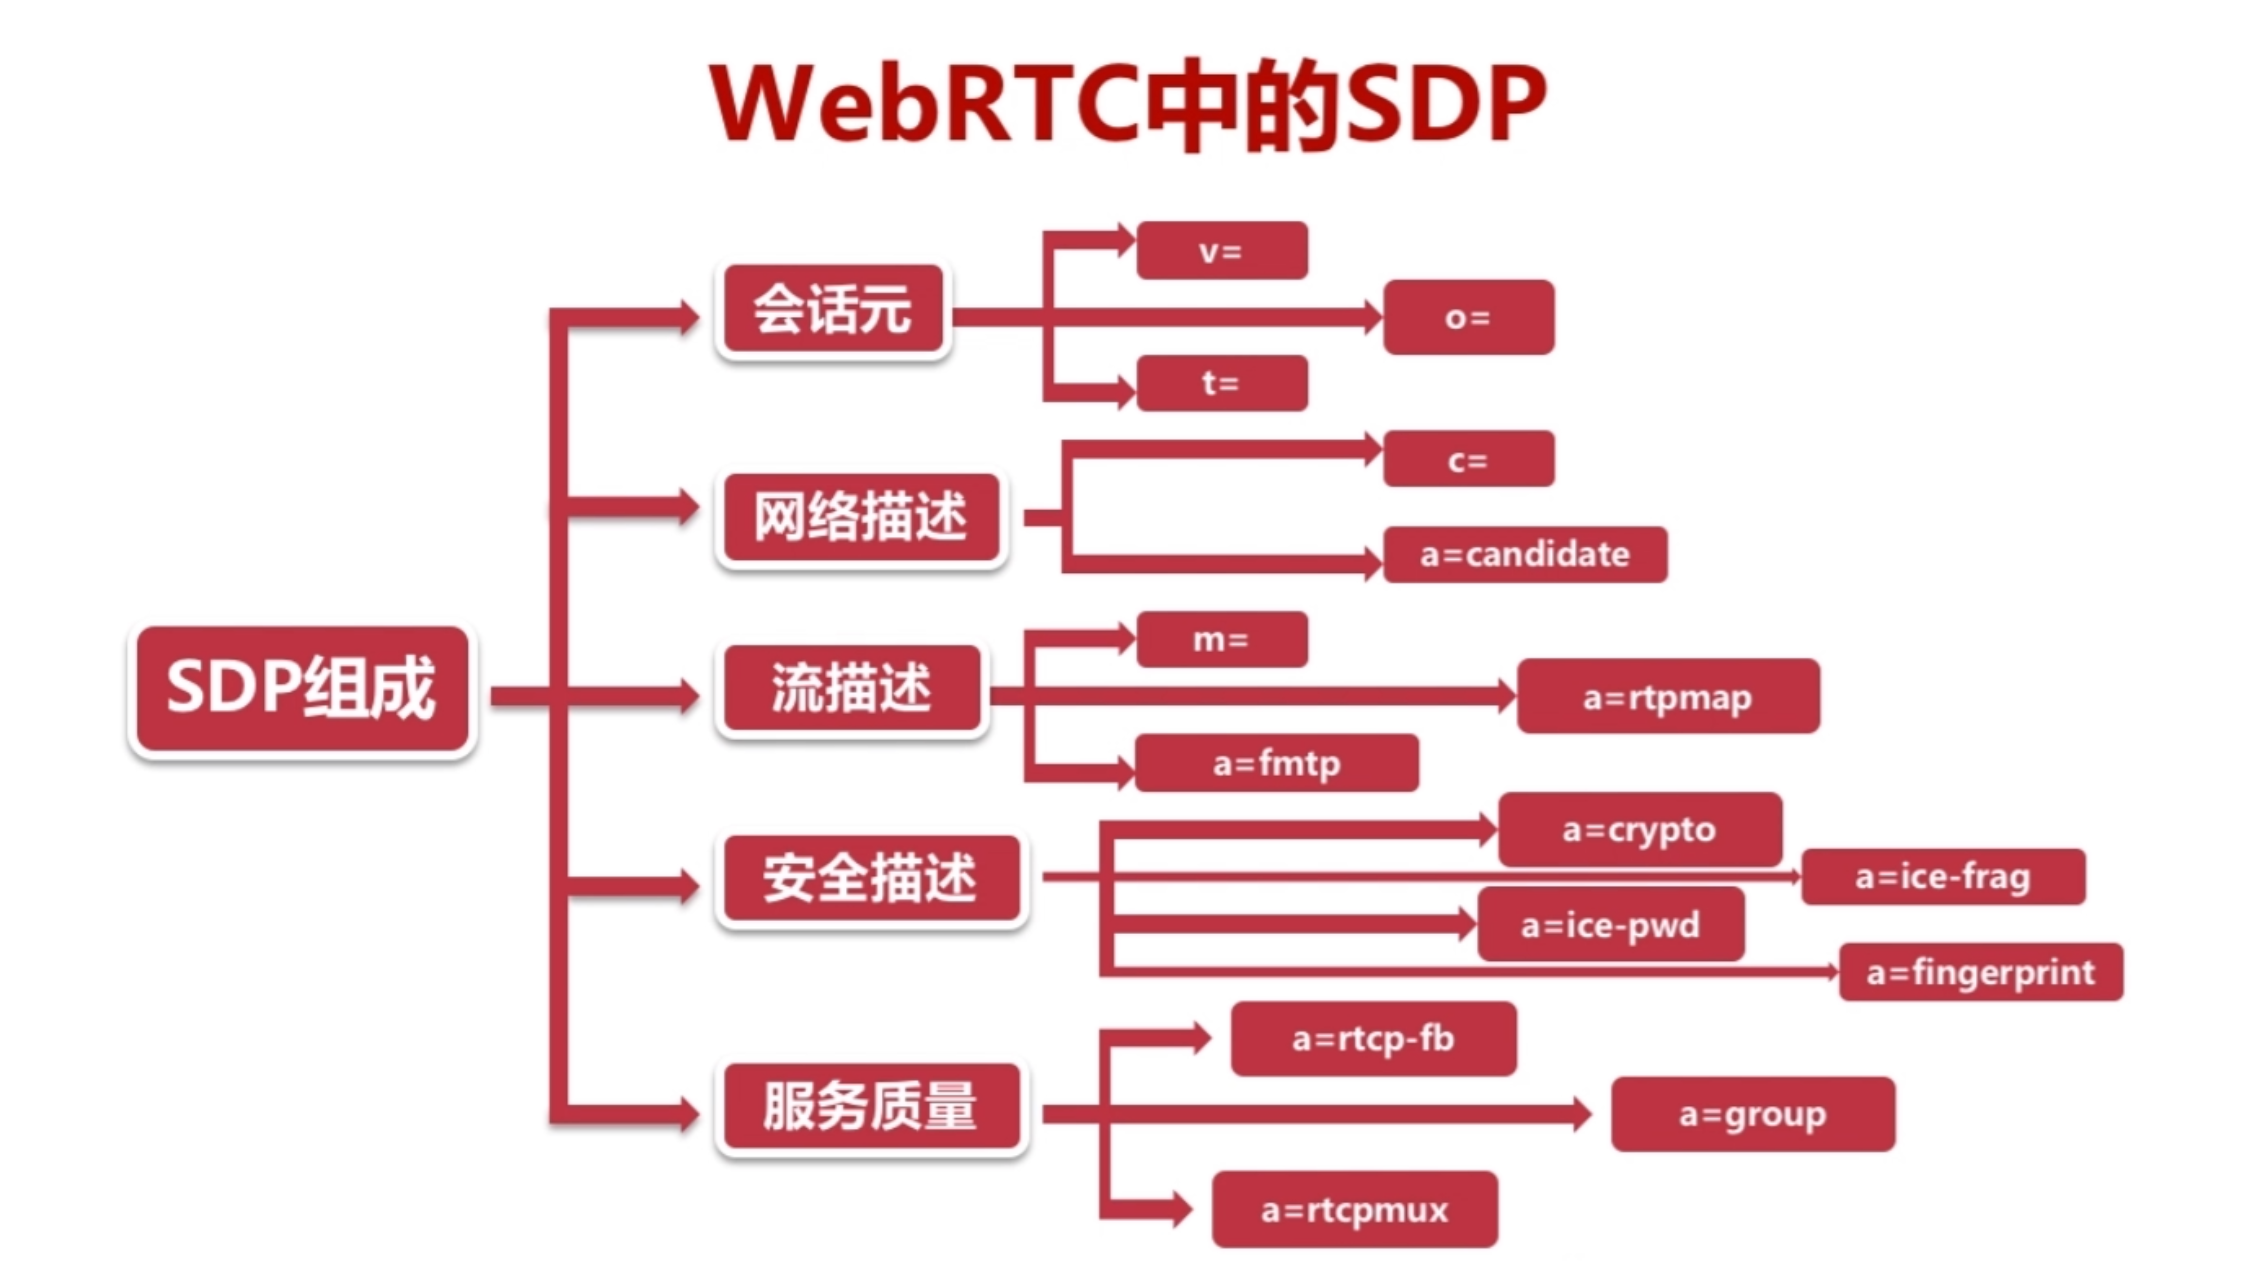 WebRTC中的SDP
SDP组成
会话元
v=
o=
t=
网络描述
c=
a=candidate
流描述
m=
a=rtpmap
a=fmtp
安全描述
a=crypto
a=ice-frag
a=ice-pwd
a=fingerprint
服务质量
a=rtcp-fb
a=group
a=rtcpmux